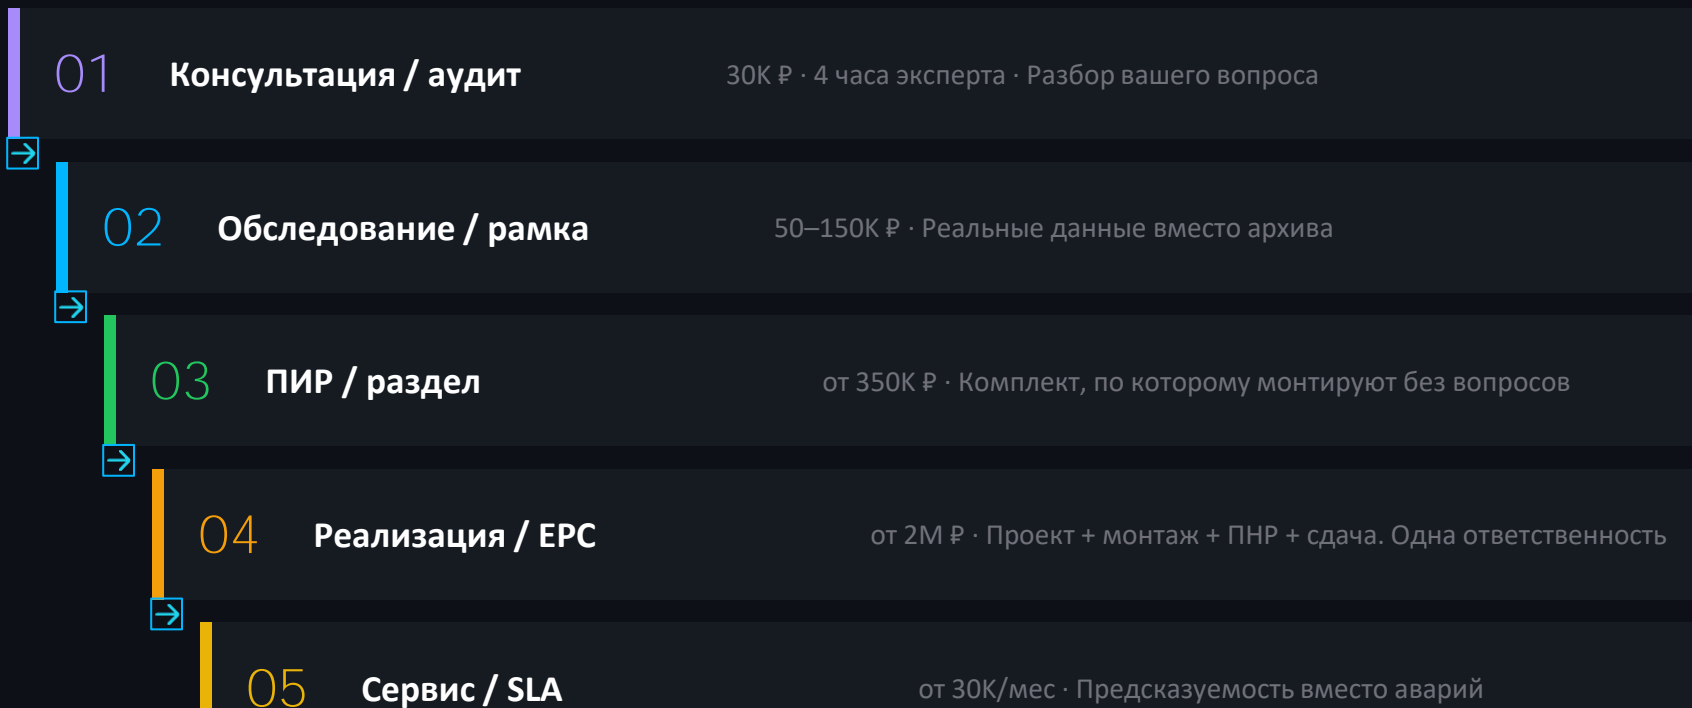 01 Консультация / аудит 30K ₽ · 4 часа эксперта · Разбор вашего вопроса
02 Обследование / рамка 50–150K ₽ · Реальные данные вместо архива
03 ПИР / раздел от 350K ₽ · Комплект, по которому монтируют без вопросов
04 Реализация / EPC от 2М ₽ · Проект + монтаж + ПНР + сдача. Одна ответственность
05 Сервис / SLA от 30K/мес · Предсказуемость вместо аварий